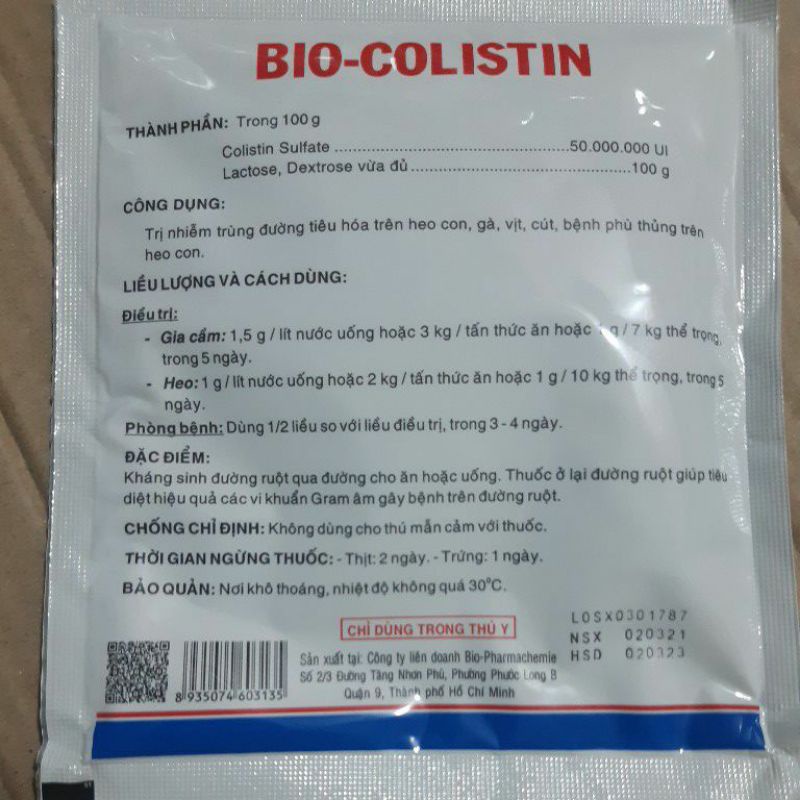 BIO-COLISTIN
THÀNH PHẦN: Trong 100 g
Colistin Sulfate ................................................50.000.000 UI
Lactose, Dextrose vừa đủ.............................................100 g
CÔNG DỤNG:
Trị nhiễm trùng đường tiêu hóa trên heo con, gà, vịt, cút, bệnh phù thủng trên
heo con.
LIỀU LƯỢNG VÀ CÁCH DÙNG:
Điều trị:
- Gia cầm: 1,5 g / lít nước uống hoặc 3 kg / tấn thức ăn hoặc g / 7 kg thể trọng,
trong 5 ngày.
- Heo: 1 g / lít nước uống hoặc 2 kg / tấn thức ăn hoặc 1 g / 10 kg thể trọng, trong 5
ngày.
Phòng bệnh: Dùng 1/2 liều so với liều điều trị, trong 3 - 4 ngày.
ĐẶC ĐIỂM:
Kháng sinh đường ruột qua đường cho ăn hoặc uống. Thuốc ở lại đường ruột giúp tiêu
diệt hiệu quả các vi khuẩn Gram âm gây bệnh trên đường ruột.
CHỐNG CHỈ ĐỊNH: Không dùng cho thú mẫn cảm với thuốc.
THỜI GIAN NGỪNG THUỐC: - Thịt: 2 ngày. - Trứng: 1 ngày.
BẢO QUẢN: Nơi khô thoáng, nhiệt độ không quá 30°C.
CHỈ DÙNG TRONG THÚ Y
LOSX0301787
NSX 020321
HSD 020323
Sản xuất tại: Công ty liên doanh Bio-Pharmachemie
Số 2/3 Đường Tăng Nhơn Phú, Phường Phước Long B
Quận 9, Thành phố Hồ Chí Minh
8 935074 603135